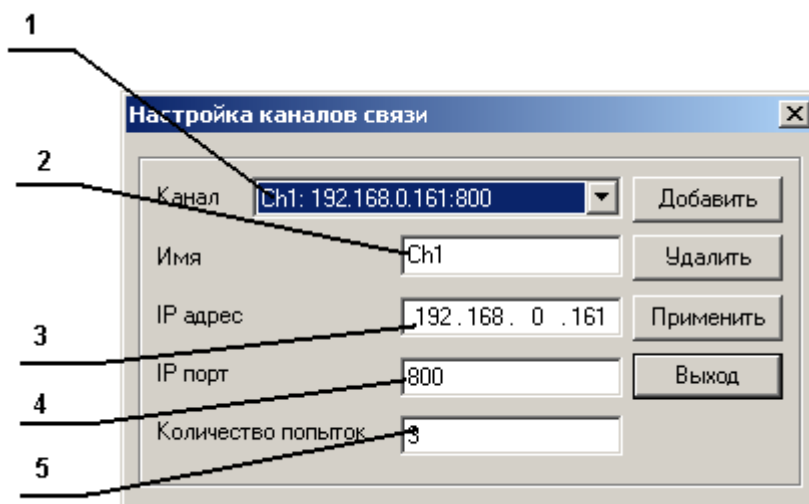 1
Настройка каналов связи
2
Канал Ch1: 192.168.0.161:800 Добавить
Имя Ch1 Удалить
3
IP адрес 192 . 168 . 0 . 161 Применить
4
IP порт 800 Выход
5
Количество попыток 3